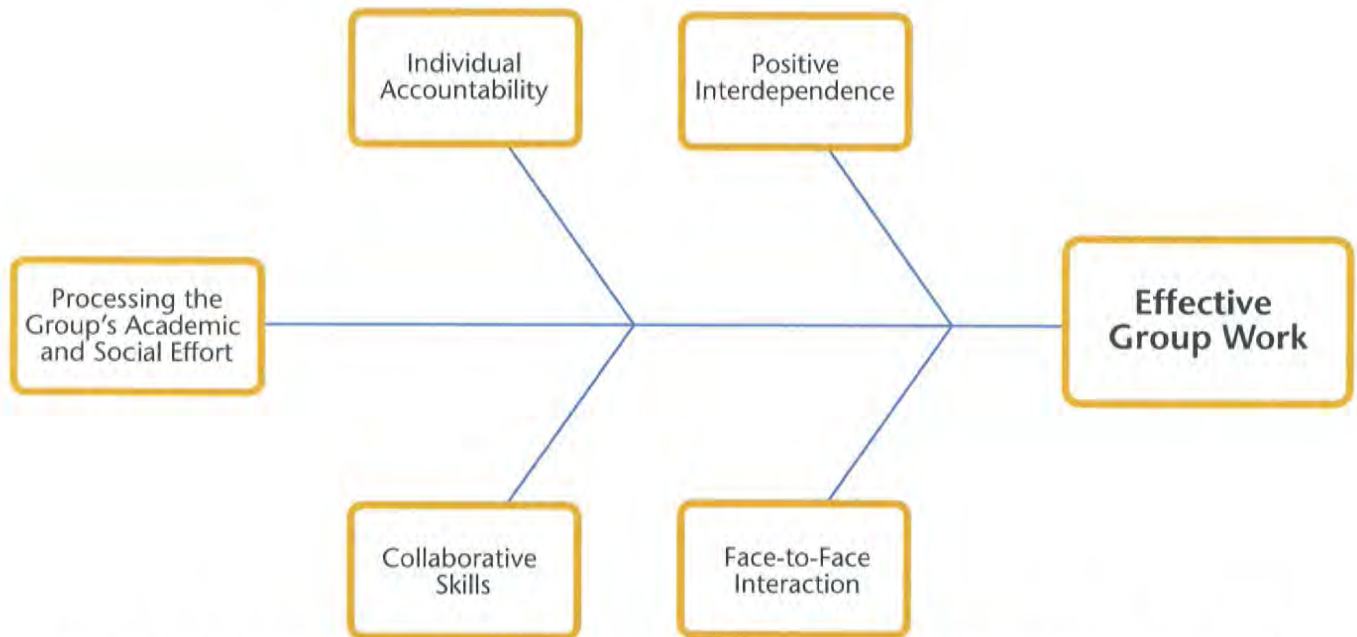 Individual
Accountability
Positive
Interdependence
Processing the
Group's Academic
and Social Effort
Effective
Group Work
Collaborative
Skills
Face-to-Face
Interaction